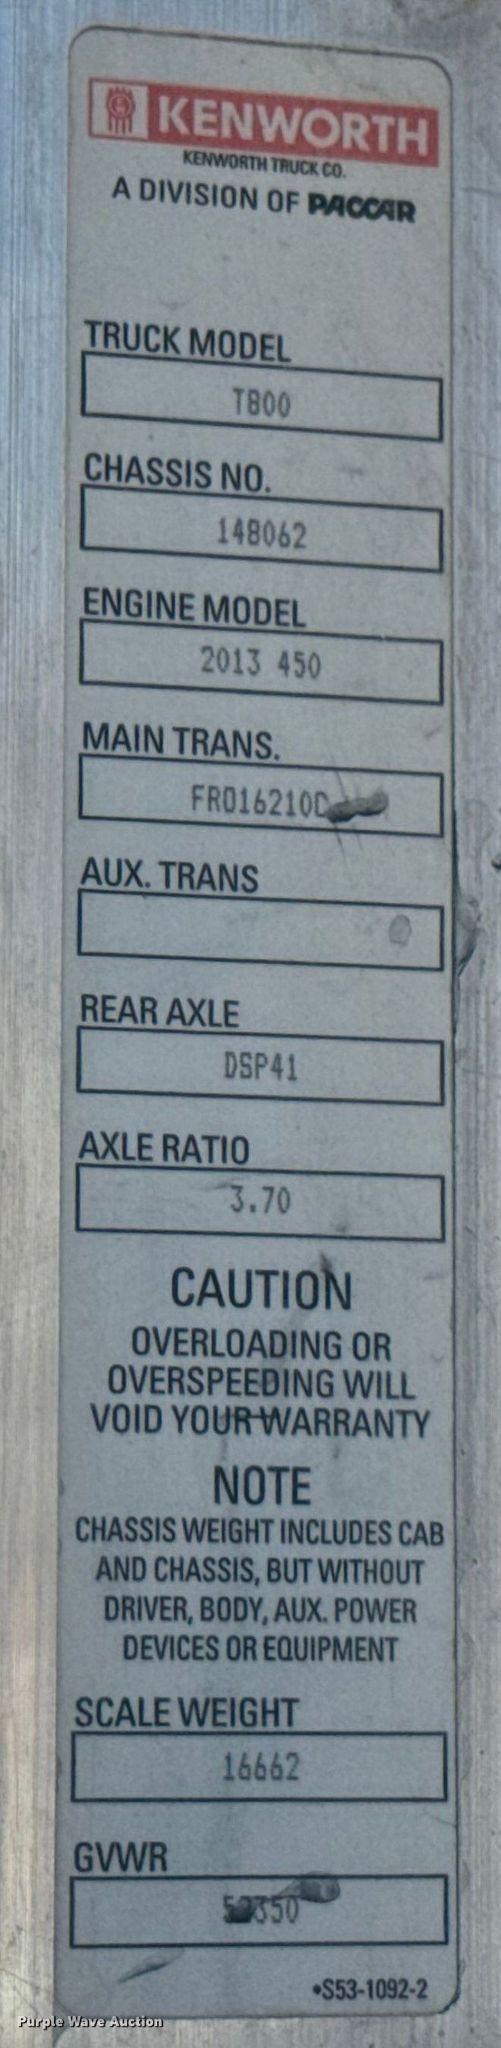 KENWORTH
KENWORTH TRUCK CO.
A DIVISION OF PACCAR
TRUCK MODEL
T800
CHASSIS NO.
148062
ENGINE MODEL
2013 450
MAIN TRANS.
FRO16210C
AUX. TRANS
REAR AXLE
DSP41
AXLE RATIO
3.70
CAUTION
OVERLOADING OR
OVERSPEEDING WILL
VOID YOUR WARRANTY
NOTE
CHASSIS WEIGHT INCLUDES CAB
AND CHASSIS, BUT WITHOUT
DRIVER, BODY, AUX. POWER
DEVICES OR EQUIPMENT
SCALE WEIGHT
16662
GVWR
•S53-1092-2
Purple Wave Auction